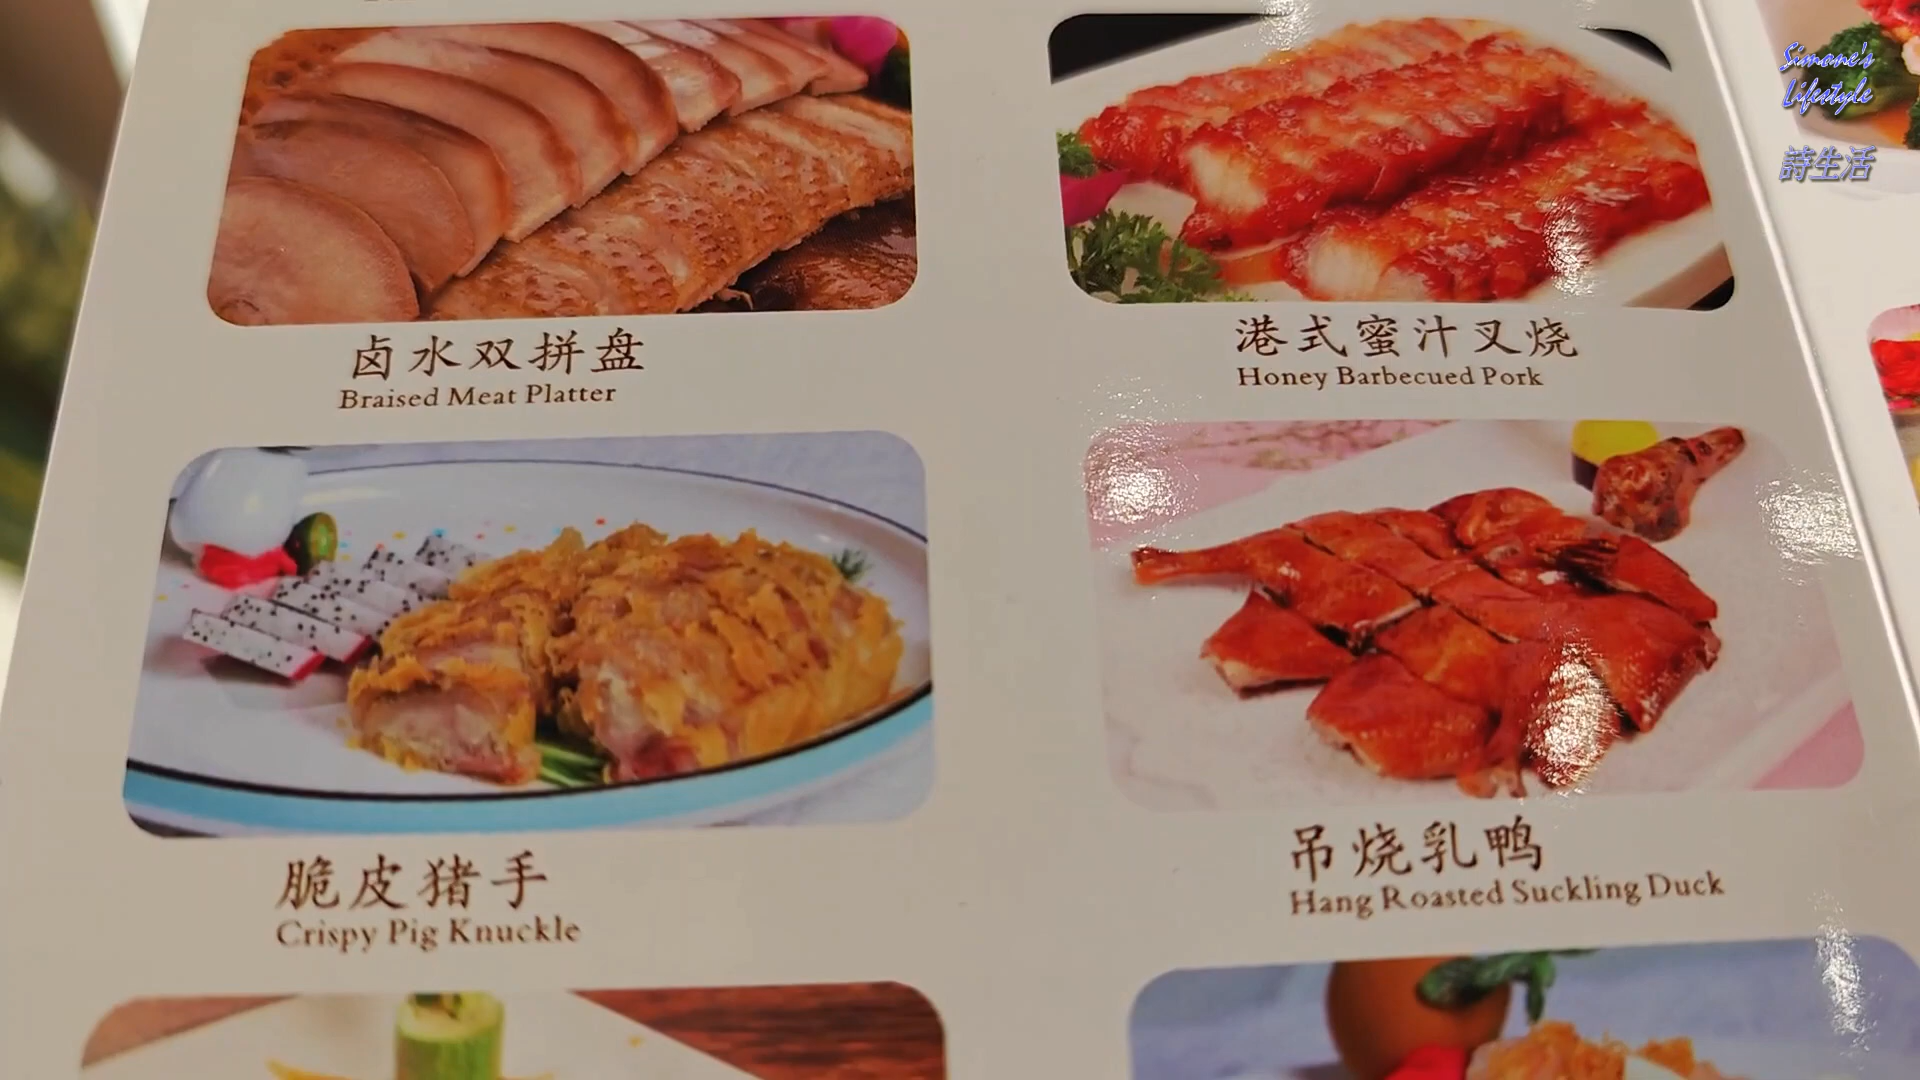 卤水双拼盘
Braised Meat Platter
港式蜜汁叉烧
Honey Barbecued Pork
脆皮猪手
Crispy Pig Knuckle
吊烧乳鸭
Hang Roasted Suckling Duck
Simone's
Lifestyle
詩生活